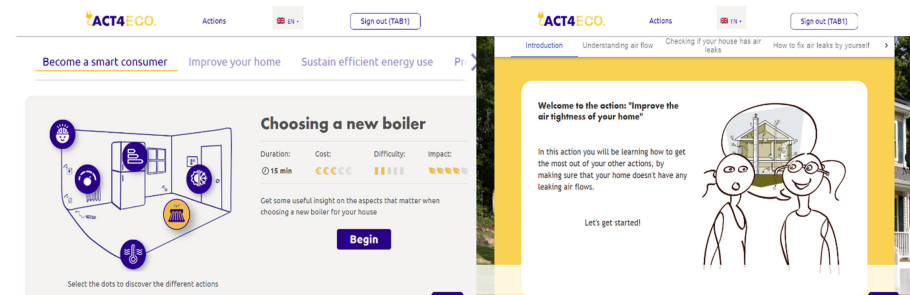 ACT4ECO.
Actions
EN
Sign out (TAB1)
Become a smart consumer
Improve your home
Sustain efficient energy use
Choosing a new boiler
Duration:
Cost:
Difficulty:
Impact:
15 min
€€€€€
Get some useful insight on the aspects that matter when
choosing a new boiler for your house
Begin
Select the dots to discover the different actions
ACT4ECO.
Actions
EN
Sign out (TAB1)
Introduction
Understanding air flow
Checking if your house has air
leaks
How to fix air leaks by yourself
Welcome to the action: "Improve the
air tightness of your home"
In this action you will be learning how to get
the most out of your other actions, by
making sure that your home doesn't have any
leaking air flows.
Let's get started!